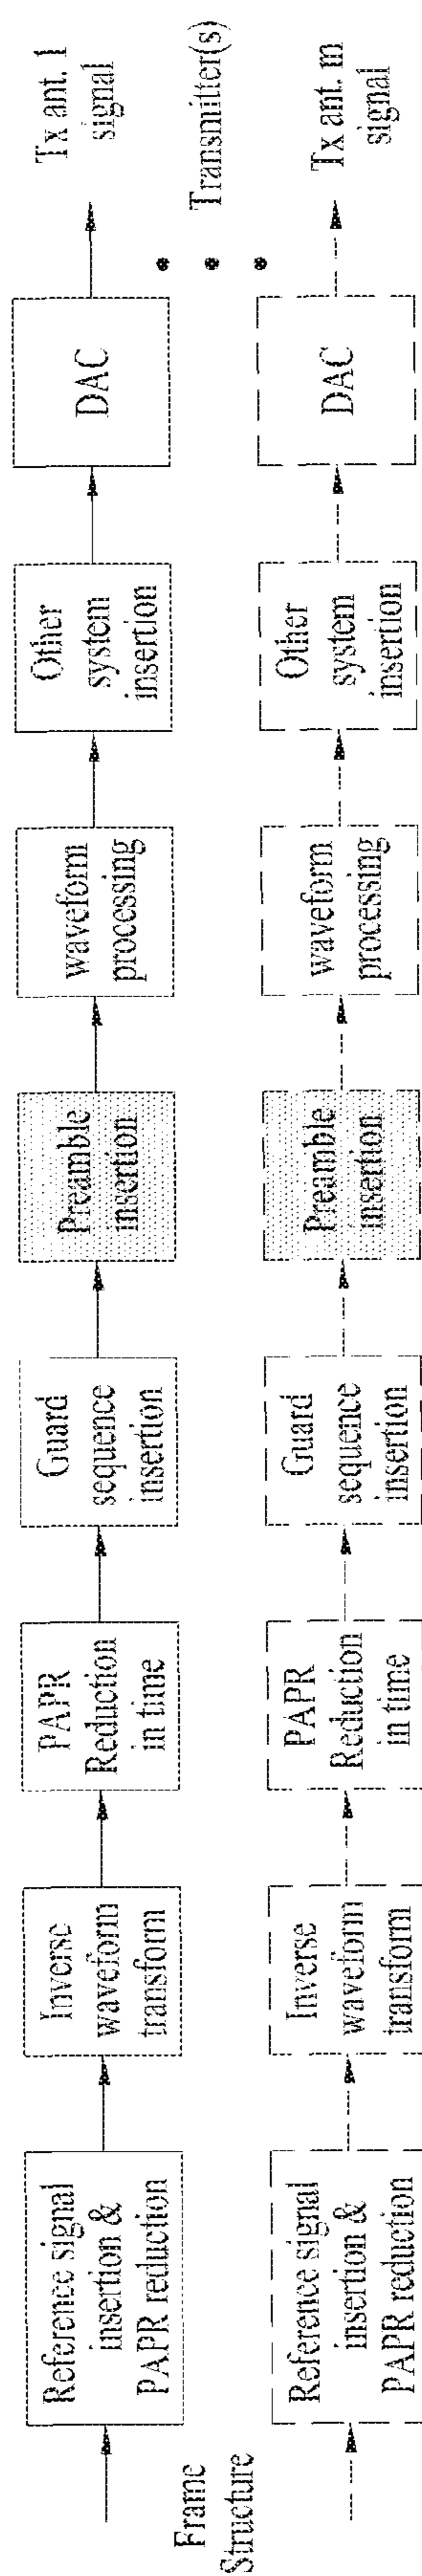 Frame
Structure
Reference signal
insertion &
PAPR reduction
Inverse
waveform
transform
PAPR
Reduction
in time
Guard
sequence
insertion
Preamble
insertion
waveform
processing
Other
system
insertion
DAC
Tx ant. 1
signal
Transmitter(s)
Reference signal
insertion &
PAPR reduction
Inverse
waveform
transform
PAPR
Reduction
in time
Guard
sequence
insertion
Preamble
insertion
waveform
processing
Other
system
insertion
DAC
Tx ant. m
signal